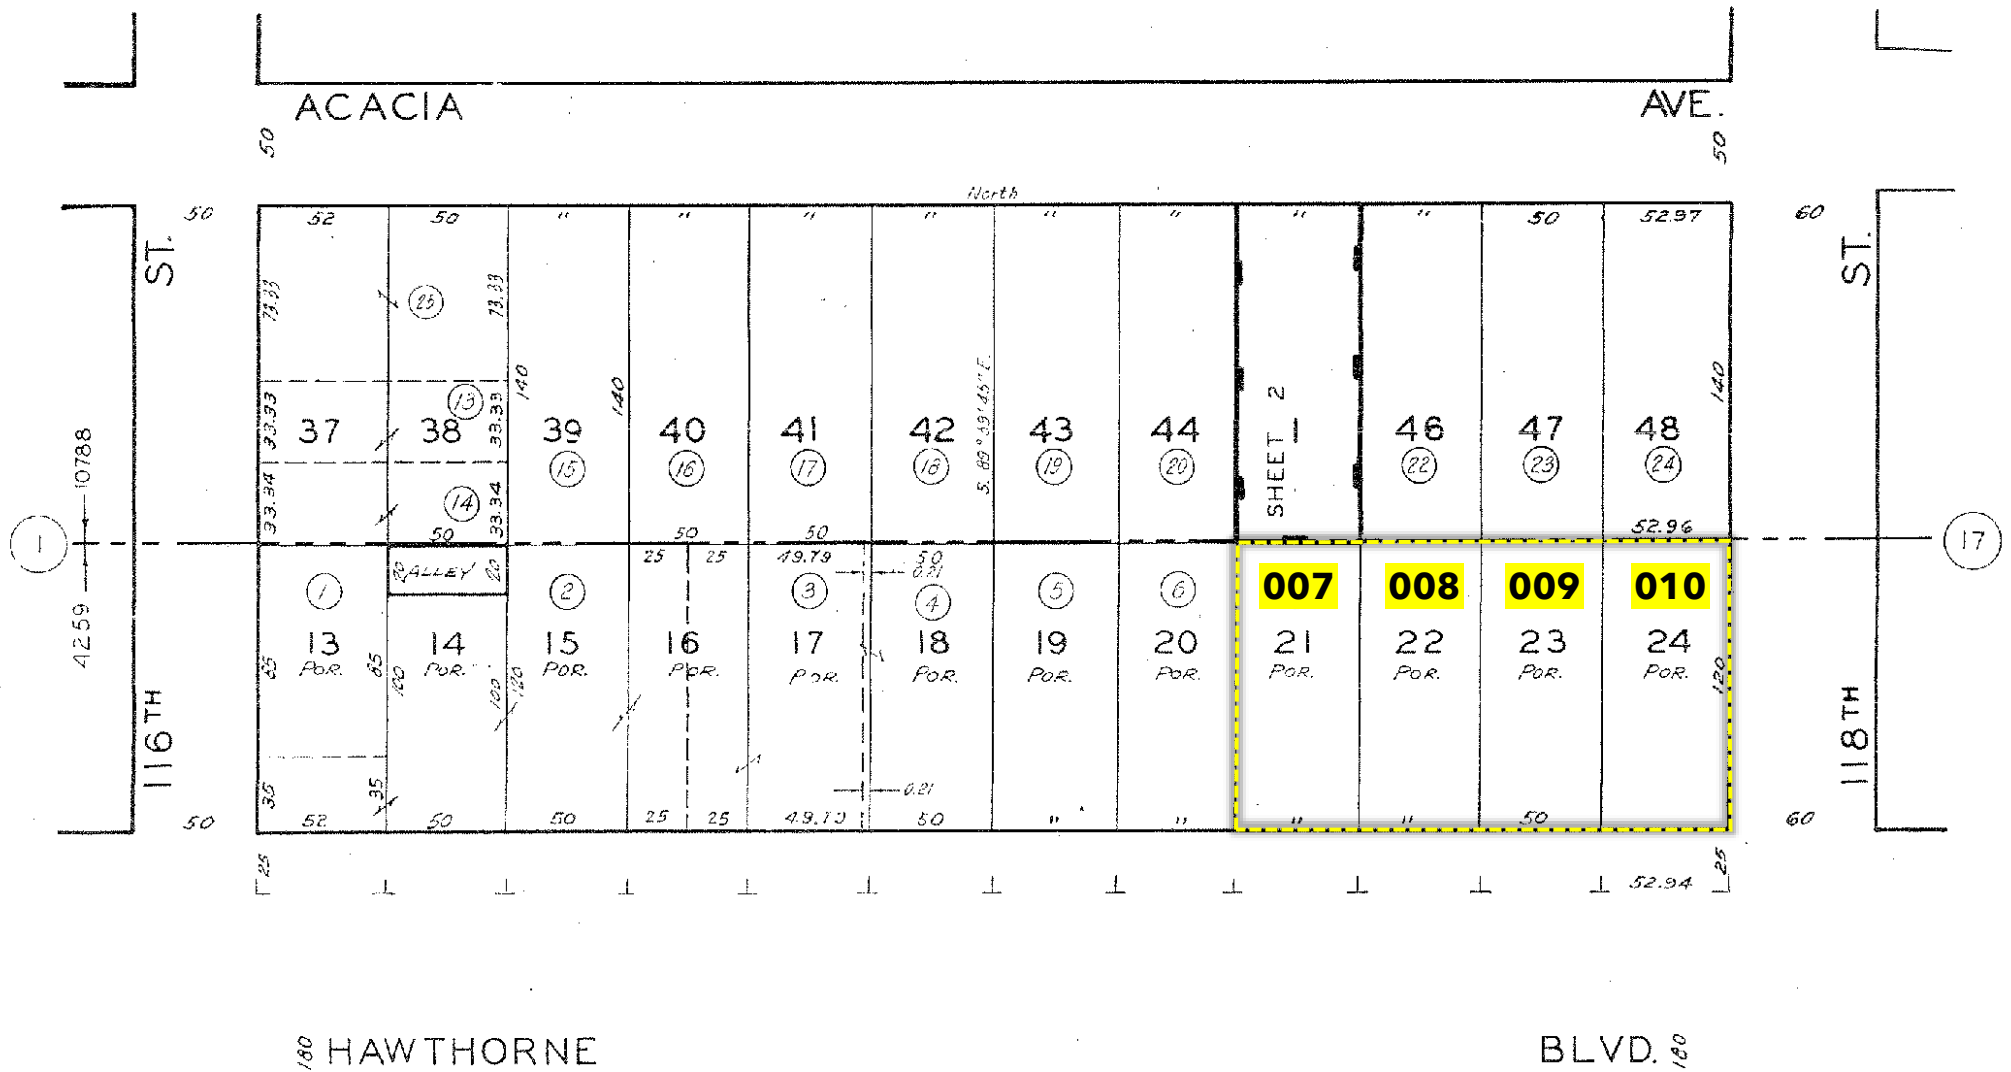 ACACIA AVE.
50 50
North
50 52 50 " " " " " " " " 50 52.97 60
ST. ST.
73.33 25 73.33
140 140 S. 89°59'45"E. 140
33.33 13 33.33 SHEET 2
37 38 39 40 41 42 43 44 1 46 47 48
15 16 17 18 19 20 22 23 24
33.34 14 33.34
10788
50 50 50 52.96
1 17
25 25 49.79 50
0.21
20 ALLEY 20
1 2 3 4 5 6 007 008 009 010
4259
13 14 15 16 17 18 19 20 21 22 23 24
POR. POR. POR. POR. POR. POR. POR. POR. POR. POR. POR. POR.
85 85 100 100 120 120
116TH 118TH
35 35 0.21
50 52 50 50 25 25 49.79 50 " " " " 50 60
25 25
52.94
180 HAWTHORNE BLVD. 180